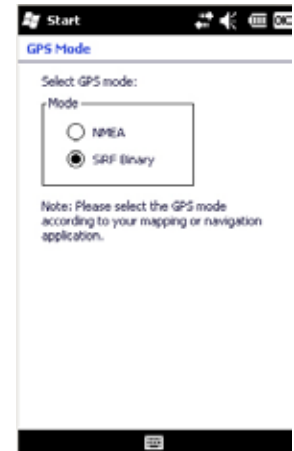 Start
OK
GPS Mode
Select GPS mode:
Mode
NMEA
SRF Binary
Note: Please select the GPS mode
according to your mapping or navigation
application.